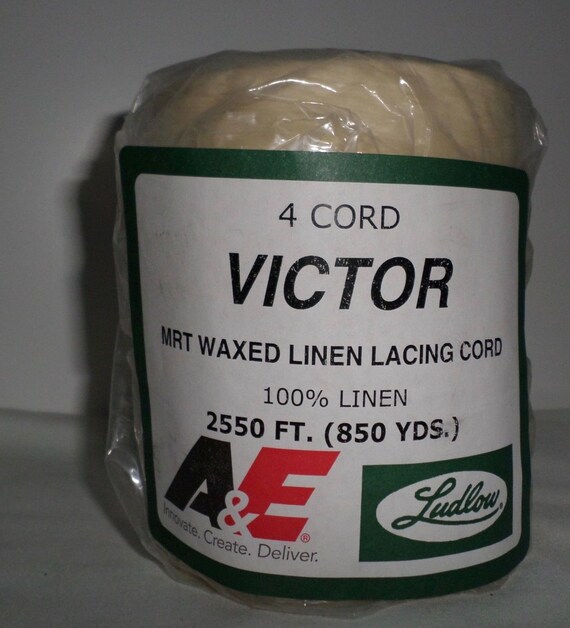 4 CORD
VICTOR
MRT WAXED LINEN LACING CORD
100% LINEN
2550 FT. (850 YDS.)
A&E®
Innovate. Create. Deliver.
Ludlow®